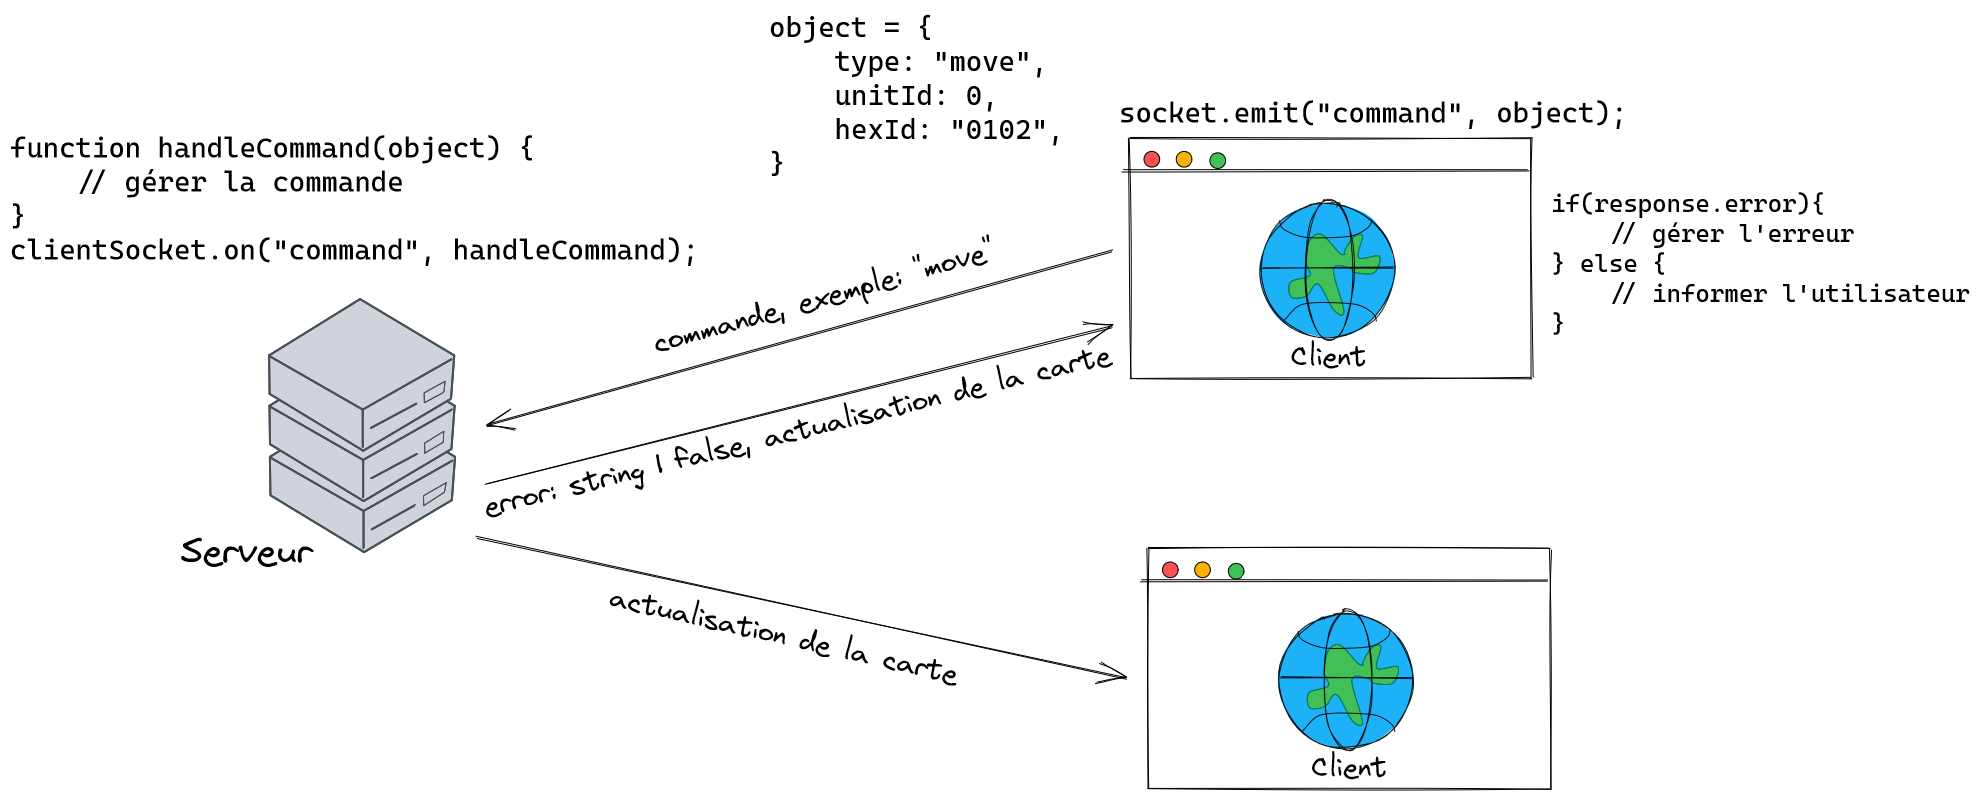 object = {
    type: "move",
    unitId: 0,
    hexId: "0102",
}
socket.emit("command", object);
function handleCommand(object) {
    // gérer la commande
}
clientSocket.on("command", handleCommand);
if(response.error){
    // gérer l'erreur
} else {
    // informer l'utilisateur
}
commande, exemple: "move"
error: string | false, actualisation de la carte
Client
Serveur
actualisation de la carte
Client